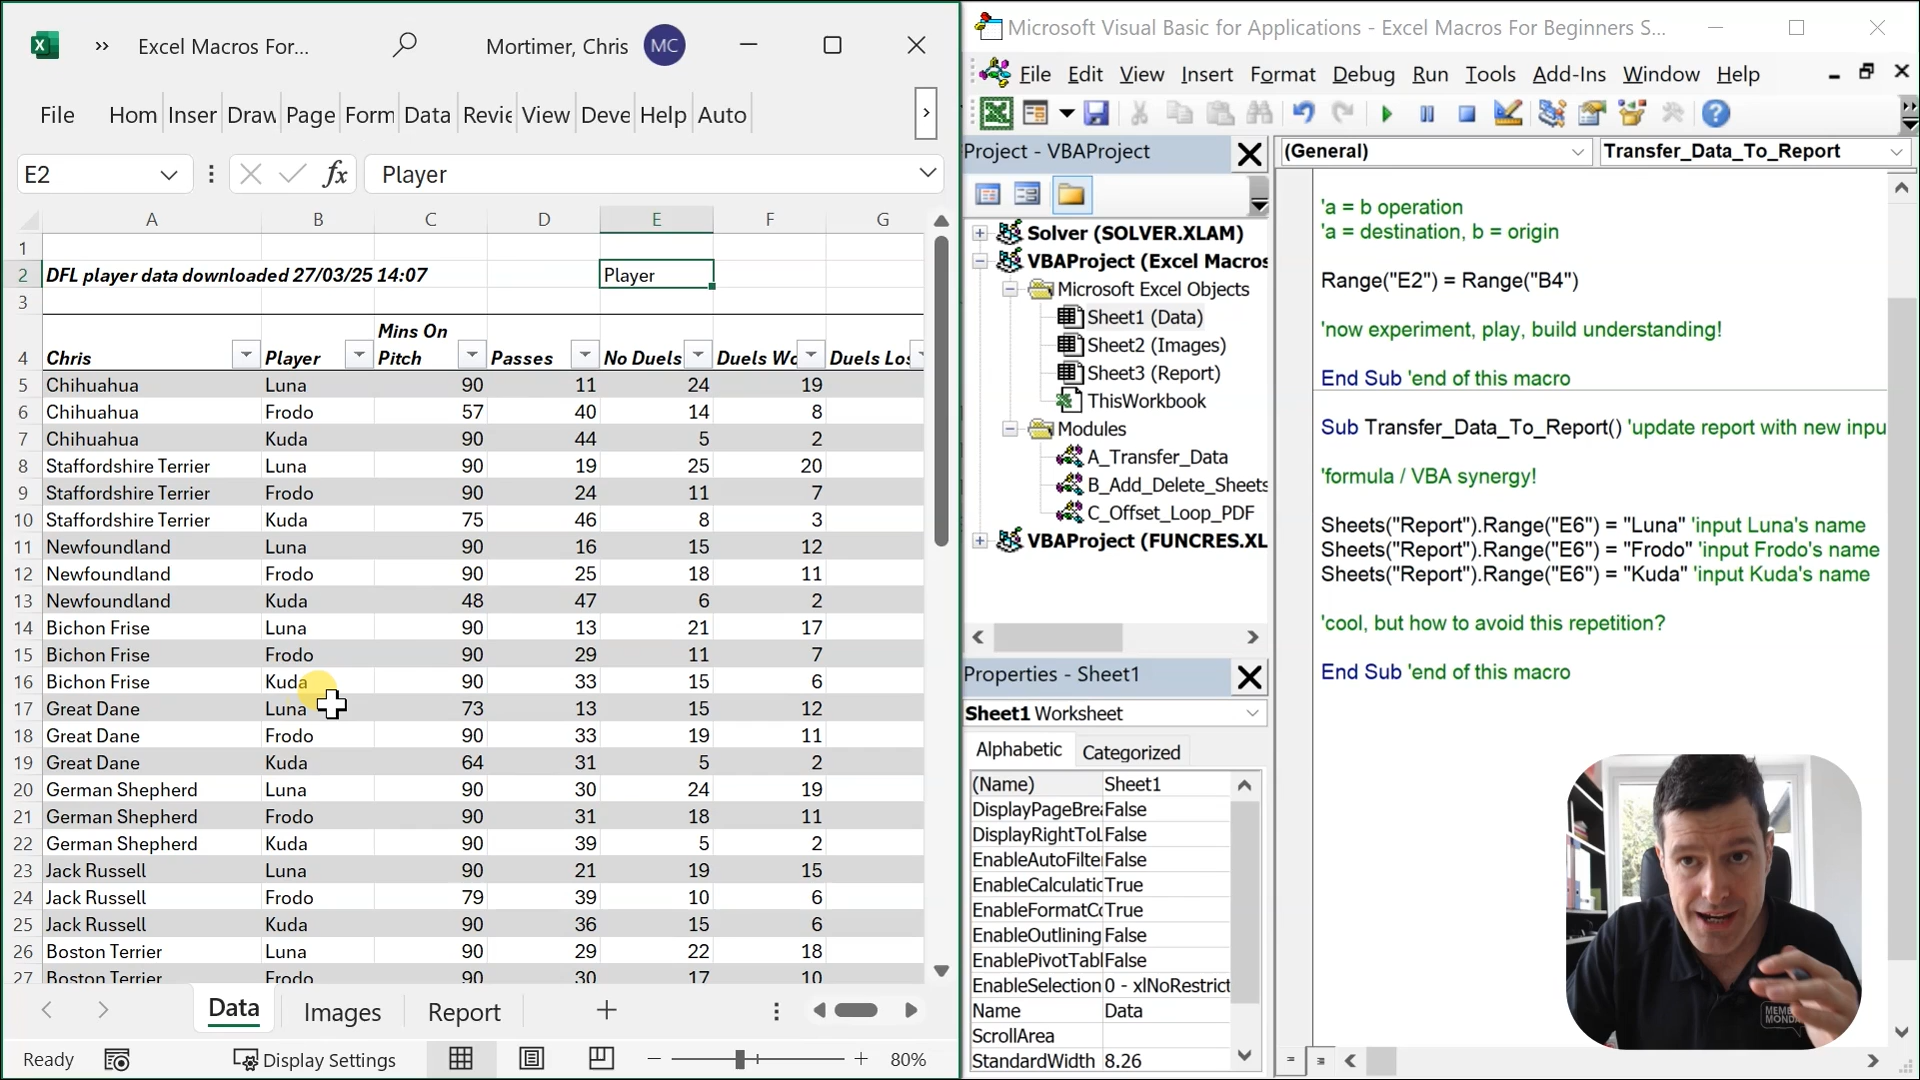 Excel Macros For...
Mortimer, Chris
MC
File Hom Inser Draw Page Form Data Revie View Deve Help Auto
E2
fx
Player
A B C D E F G
1
2 DFL player data downloaded 27/03/25 14:07 Player
3
4 Chris Player Mins On Pitch Passes No Duels Duels Wo Duels Los
5 Chihuahua Luna 90 11 24 19
6 Chihuahua Frodo 57 40 14 8
7 Chihuahua Kuda 90 44 5 2
8 Staffordshire Terrier Luna 90 19 25 20
9 Staffordshire Terrier Frodo 90 24 11 7
10 Staffordshire Terrier Kuda 75 46 8 3
11 Newfoundland Luna 90 16 15 12
12 Newfoundland Frodo 90 25 18 11
13 Newfoundland Kuda 48 47 6 2
14 Bichon Frise Luna 90 13 21 17
15 Bichon Frise Frodo 90 29 11 7
16 Bichon Frise Kuda 90 33 15 6
17 Great Dane Luna 73 13 15 12
18 Great Dane Frodo 90 33 19 11
19 Great Dane Kuda 64 31 5 2
20 German Shepherd Luna 90 30 24 19
21 German Shepherd Frodo 90 31 18 11
22 German Shepherd Kuda 90 39 5 2
23 Jack Russell Luna 90 21 19 15
24 Jack Russell Frodo 79 39 10 6
25 Jack Russell Kuda 90 36 15 6
26 Boston Terrier Luna 90 29 22 18
27 Boston Terrier Frodo 90 30 17 10
Data Images Report
Ready
Display Settings
80%
Microsoft Visual Basic for Applications - Excel Macros For Beginners S...
File Edit View Insert Format Debug Run Tools Add-Ins Window Help
Project - VBAProject
Solver (SOLVER.XLAM)
VBAProject (Excel Macros
Microsoft Excel Objects
Sheet1 (Data)
Sheet2 (Images)
Sheet3 (Report)
ThisWorkbook
Modules
A_Transfer_Data
B_Add_Delete_Sheets
C_Offset_Loop_PDF
VBAProject (FUNCRES.XL
Properties - Sheet1
Sheet1 Worksheet
Alphabetic Categorized
(Name) Sheet1
DisplayPageBrea False
DisplayRightToL False
EnableAutoFilte False
EnableCalculatic True
EnableFormatCo True
EnableOutlining False
EnablePivotTabl False
EnableSelection 0 - xlNoRestrict
Name Data
ScrollArea
StandardWidth 8.26
(General) Transfer_Data_To_Report
'a = b operation
'a = destination, b = origin
Range("E2") = Range("B4")
'now experiment, play, build understanding!
End Sub 'end of this macro
Sub Transfer_Data_To_Report() 'update report with new inpu
'formula / VBA synergy!
Sheets("Report").Range("E6") = "Luna" 'input Luna's name
Sheets("Report").Range("E6") = "Frodo" 'input Frodo's name
Sheets("Report").Range("E6") = "Kuda" 'input Kuda's name
'cool, but how to avoid this repetition?
End Sub 'end of this macro